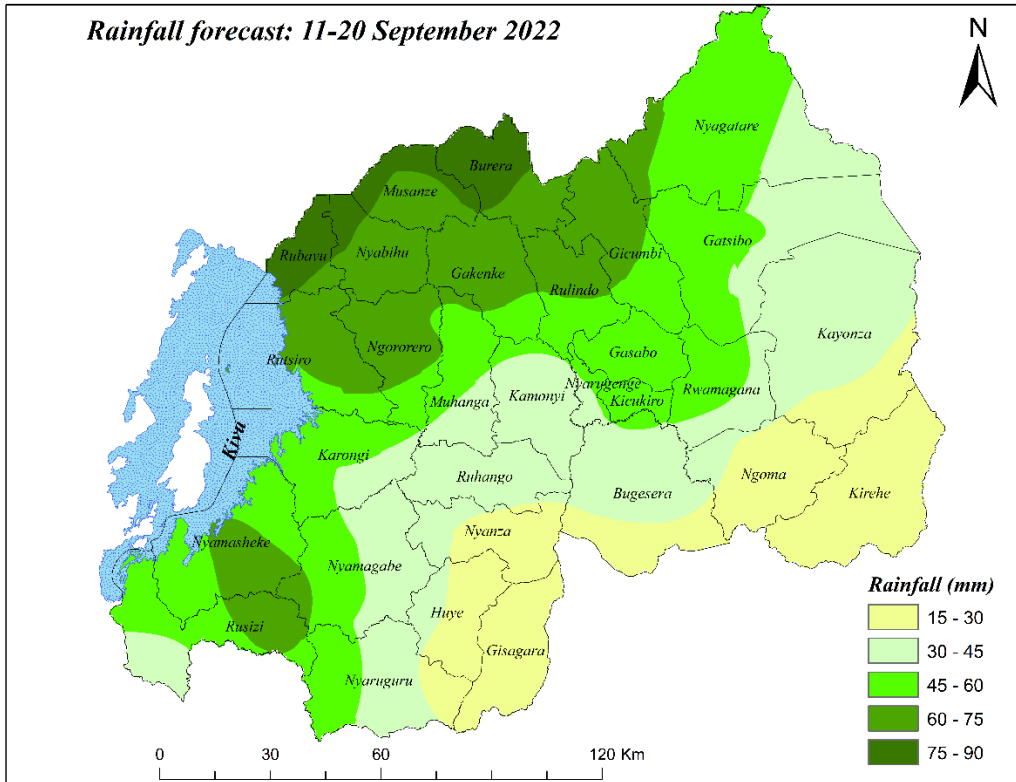 Rainfall forecast: 11-20 September 2022
N
Nyagatare
Burera
Musanze
Rubavu
Nyabihu
Gakenke
Gicumbi
Gatsibo
Rulindo
Kayonza
Rutsiro
Ngororero
Gasabo
Nyarugenge
Kicukiro
Rwamagana
Muhanga
Kamonyi
Kivu
Karongi
Ruhango
Bugesera
Ngoma
Kirehe
Nyamasheke
Nyanza
Nyamagabe
Huye
Rusizi
Gisagara
Nyaruguru
Rainfall (mm)
15 - 30
30 - 45
45 - 60
60 - 75
75 - 90
0 30 60 120 Km